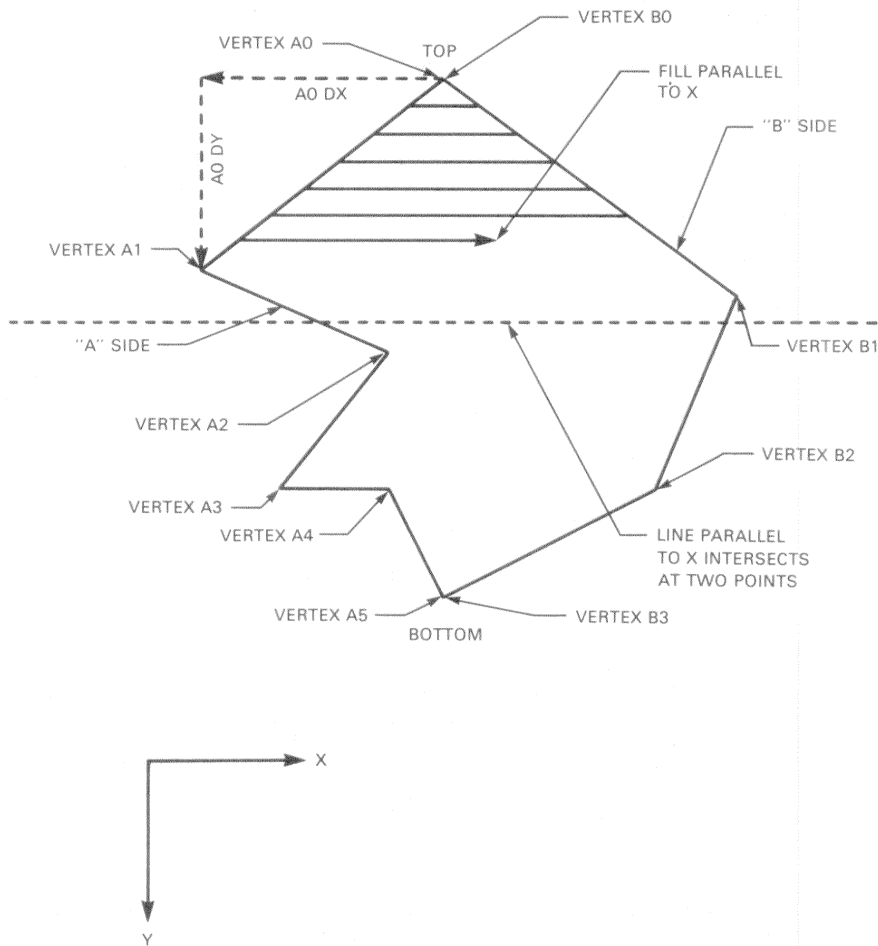 VERTEX B0
VERTEX A0
TOP
A0 DX
FILL PARALLEL
TO X
"B" SIDE
A0 DY
VERTEX A1
"A" SIDE
VERTEX B1
VERTEX A2
VERTEX B2
VERTEX A3
VERTEX A4
LINE PARALLEL
TO X INTERSECTS
AT TWO POINTS
VERTEX A5
VERTEX B3
BOTTOM
X
Y